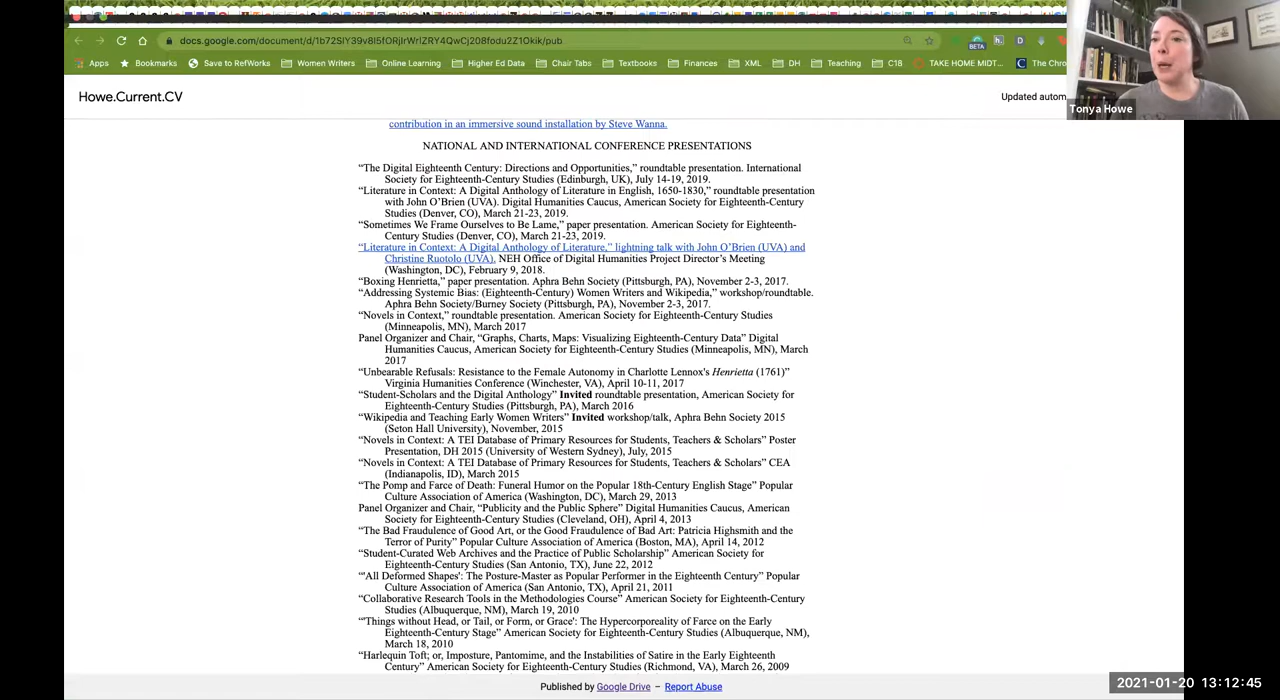 docs.google.com/document/d/1b72SIY39v8I5fORjIrWrlZRY4QwCj208fodu2Z1Okik/pub
BETA
Apps Bookmarks Save to RefWorks Women Writers Online Learning Higher Ed Data Chair Tabs Textbooks Finances XML DH Teaching C18 TAKE HOME MIDT... The Chro
Howe.Current.CV
Updated autom
Tonya Howe
contribution in an immersive sound installation by Steve Wanna.
NATIONAL AND INTERNATIONAL CONFERENCE PRESENTATIONS
“The Digital Eighteenth Century: Directions and Opportunities,” roundtable presentation. International
Society for Eighteenth-Century Studies (Edinburgh, UK), July 14-19, 2019.
“Literature in Context: A Digital Anthology of Literature in English, 1650-1830,” roundtable presentation
with John O’Brien (UVA). Digital Humanities Caucus, American Society for Eighteenth-Century
Studies (Denver, CO), March 21-23, 2019.
“Sometimes We Frame Ourselves to Be Lame,” paper presentation. American Society for Eighteenth-
Century Studies (Denver, CO), March 21-23, 2019.
“Literature in Context: A Digital Anthology of Literature,” lightning talk with John O’Brien (UVA) and
Christine Ruotolo (UVA). NEH Office of Digital Humanities Project Director’s Meeting
(Washington, DC), February 9, 2018.
“Boxing Henrietta,” paper presentation. Aphra Behn Society (Pittsburgh, PA), November 2-3, 2017.
“Addressing Systemic Bias: (Eighteenth-Century) Women Writers and Wikipedia,” workshop/roundtable.
Aphra Behn Society/Burney Society (Pittsburgh, PA), November 2-3, 2017.
“Novels in Context,” roundtable presentation. American Society for Eighteenth-Century Studies
(Minneapolis, MN), March 2017
Panel Organizer and Chair, “Graphs, Charts, Maps: Visualizing Eighteenth-Century Data” Digital
Humanities Caucus, American Society for Eighteenth-Century Studies (Minneapolis, MN), March
2017
“Unbearable Refusals: Resistance to the Female Autonomy in Charlotte Lennox's Henrietta (1761)”
Virginia Humanities Conference (Winchester, VA), April 10-11, 2017
“Student-Scholars and the Digital Anthology” Invited roundtable presentation, American Society for
Eighteenth-Century Studies (Pittsburgh, PA), March 2016
“Wikipedia and Teaching Early Women Writers” Invited workshop/talk, Aphra Behn Society 2015
(Seton Hall University), November, 2015
“Novels in Context: A TEI Database of Primary Resources for Students, Teachers & Scholars” Poster
Presentation, DH 2015 (University of Western Sydney), July, 2015
“Novels in Context: A TEI Database of Primary Resources for Students, Teachers & Scholars” CEA
(Indianapolis, ID), March 2015
“The Pomp and Farce of Death: Funeral Humor on the Popular 18th-Century English Stage” Popular
Culture Association of America (Washington, DC), March 29, 2013
Panel Organizer and Chair, “Publicity and the Public Sphere” Digital Humanities Caucus, American
Society for Eighteenth-Century Studies (Cleveland, OH), April 4, 2013
“The Bad Fraudulence of Good Art, or the Good Fraudulence of Bad Art: Patricia Highsmith and the
Terror of Purity” Popular Culture Association of America (Boston, MA), April 14, 2012
“Student-Curated Web Archives and the Practice of Public Scholarship” American Society for
Eighteenth-Century Studies (San Antonio, TX), June 22, 2012
“'All Deformed Shapes': The Posture-Master as Popular Performer in the Eighteenth Century” Popular
Culture Association of America (San Antonio, TX), April 21, 2011
“Collaborative Research Tools in the Methodologies Course” American Society for Eighteenth-Century
Studies (Albuquerque, NM), March 19, 2010
“'Things without Head, or Tail, or Form, or Grace': The Hypercorporeality of Farce on the Early
Eighteenth-Century Stage” American Society for Eighteenth-Century Studies (Albuquerque, NM),
March 18, 2010
“Harlequin Toft; or, Imposture, Pantomime, and the Instabilities of Satire in the Early Eighteenth
Century” American Society for Eighteenth-Century Studies (Richmond, VA), March 26, 2009
Published by Google Drive – Report Abuse
2021-01-20 13:12:45